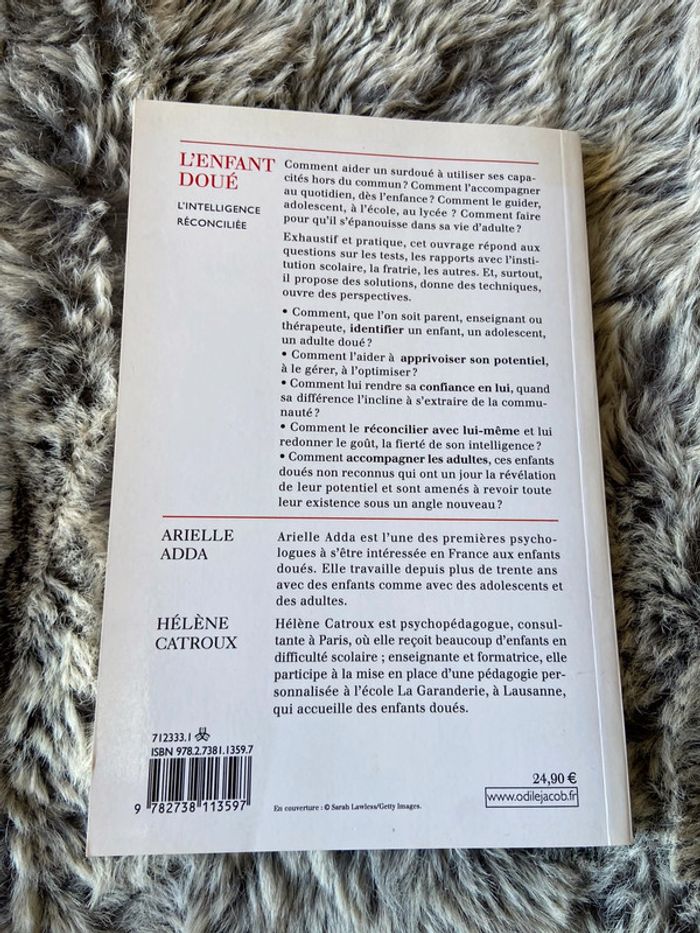 L'ENFANT
DOUÉ
L'INTELLIGENCE
RÉCONCILIÉE
Comment aider un surdoué à utiliser ses capa-
cités hors du commun ? Comment l'accompagner
au quotidien, dès l'enfance ? Comment le guider,
adolescent, à l'école, au lycée ? Comment faire
pour qu'il s'épanouisse dans sa vie d'adulte ?
Exhaustif et pratique, cet ouvrage répond aux
questions sur les tests, les rapports avec l'insti-
tution scolaire, la fratrie, les autres. Et, surtout,
il propose des solutions, donne des techniques,
ouvre des perspectives.
• Comment, que l'on soit parent, enseignant ou
thérapeute, identifier un enfant, un adolescent,
un adulte doué ?
• Comment l'aider à apprivoiser son potentiel,
à le gérer, à l'optimiser ?
• Comment lui rendre sa confiance en lui, quand
sa différence l'incline à s'extraire de la commu-
nauté ?
• Comment le réconcilier avec lui-même et lui
redonner le goût, la fierté de son intelligence ?
• Comment accompagner les adultes, ces enfants
doués non reconnus qui ont un jour la révélation
de leur potentiel et sont amenés à revoir toute
leur existence sous un angle nouveau ?
ARIELLE
ADDA
Arielle Adda est l'une des premières psycho-
logues à s'être intéressée en France aux enfants
doués. Elle travaille depuis plus de trente ans
avec des enfants comme avec des adolescents et
des adultes.
HÉLÈNE
CATROUX
Hélène Catroux est psychopédagogue, consul-
tante à Paris, où elle reçoit beaucoup d'enfants en
difficulté scolaire ; enseignante et formatrice, elle
participe à la mise en place d'une pédagogie per-
sonnalisée à l'école La Garanderie, à Lausanne,
qui accueille des enfants doués.
712333.1
ISBN 978.2.7381.1359.7
9 782738 113597
En couverture : © Sarah Lawless/Getty Images.
24,90 €
www.odilejacob.fr